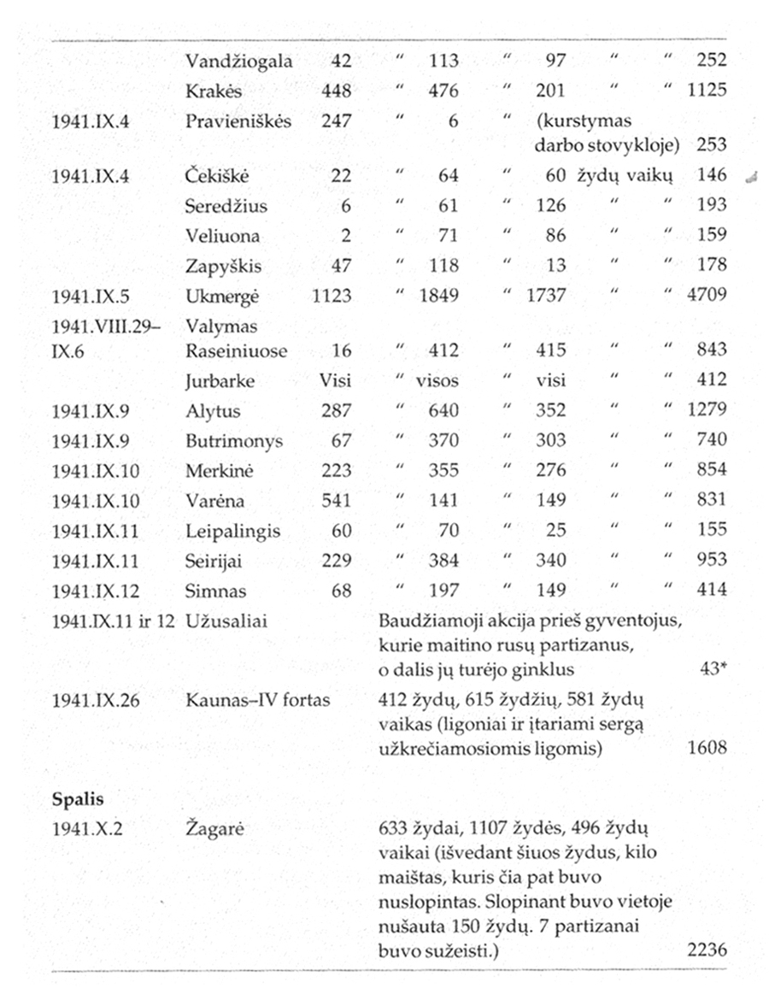 Vandžiogala 42 “ 113 “ 97 “ “ 252
Krakės 448 “ 476 “ 201 “ “ 1125
1941.IX.4 Pravieniškės 247 “ 6 “ (kurstymas
darbo stovykloje) 253
1941.IX.4 Čekiškė 22 “ 64 “ 60 žydų vaikų 146
Seredžius 6 “ 61 “ 126 “ “ 193
Veliuona 2 “ 71 “ 86 “ “ 159
Zapyškis 47 “ 118 “ 13 “ “ 178
1941.IX.5 Ukmergė 1123 “ 1849 “ 1737 “ “ 4709
1941.VIII.29– Valymas
IX.6 Raseiniuose 16 “ 412 “ 415 “ “ 843
Jurbarke Visi “ visos “ visi “ “ 412
1941.IX.9 Alytus 287 “ 640 “ 352 “ “ 1279
1941.IX.9 Butrimonys 67 “ 370 “ 303 “ “ 740
1941.IX.10 Merkinė 223 “ 355 “ 276 “ “ 854
1941.IX.10 Varėna 541 “ 141 “ 149 “ “ 831
1941.IX.11 Leipalingis 60 “ 70 “ 25 “ “ 155
1941.IX.11 Seirijai 229 “ 384 “ 340 “ “ 953
1941.IX.12 Simnas 68 “ 197 “ 149 “ “ 414
1941.IX.11 ir 12 Užusaliai Baudžiamoji akcija prieš gyventojus,
kurie maitino rusų partizanus,
o dalis jų turėjo ginklus 43*
1941.IX.26 Kaunas–IV fortas 412 žydų, 615 žydžių, 581 žydų
vaikas (ligoniai ir įtariami sergą
užkrečiamosiomis ligomis) 1608
Spalis
1941.X.2 Žagarė 633 žydai, 1107 žydės, 496 žydų
vaikai (išvedant šiuos žydus, kilo
maištas, kuris čia pat buvo
nuslopintas. Slopinant buvo vietoje
nušauta 150 žydų. 7 partizanai
buvo sužeisti.) 2236